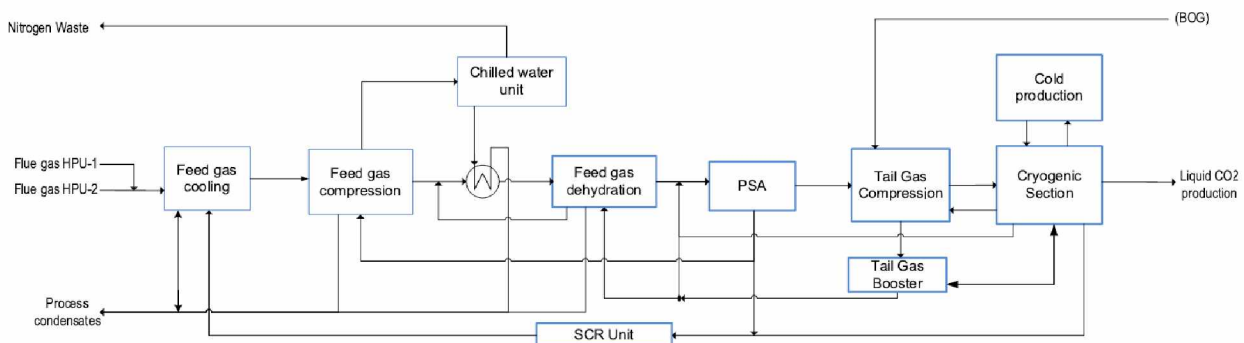 (BOG)
Nitrogen Waste
Chilled water
unit
Cold
production
Flue gas HPU-1
Flue gas HPU-2
Feed gas
cooling
Feed gas
compression
Feed gas
dehydration
PSA
Tail Gas
Compression
Cryogenic
Section
Liquid CO2
production
Tail Gas
Booster
Process
condensates
SCR Unit